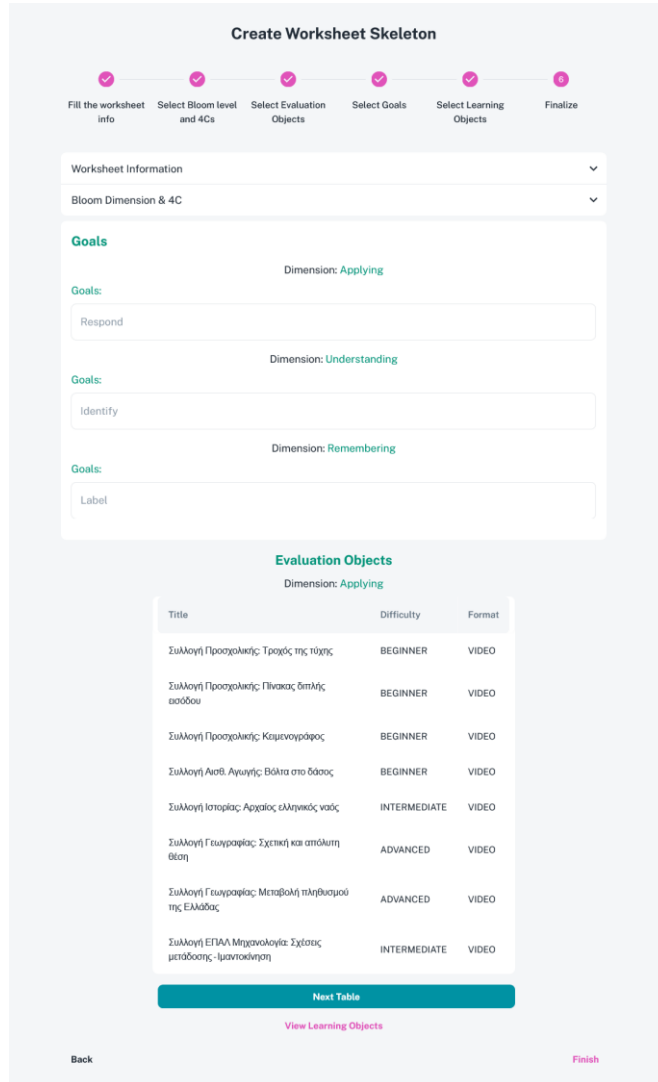 Create Worksheet Skeleton
6
Fill the worksheet info
Select Bloom level and 4Cs
Select Evaluation Objects
Select Goals
Select Learning Objects
Finalize
Worksheet Information
Bloom Dimension & 4C
Goals
Dimension: Applying
Goals:
Respond
Dimension: Understanding
Goals:
Identify
Dimension: Remembering
Goals:
Label
Evaluation Objects
Dimension: Applying
Title Difficulty Format
Συλλογή Προσχολικής: Τροχός της τύχης BEGINNER VIDEO
Συλλογή Προσχολικής: Πίνακας διπλής
εισόδου BEGINNER VIDEO
Συλλογή Προσχολικής: Κειμενογράφος BEGINNER VIDEO
Συλλογή Αισθ. Αγωγής: Βόλτα στο δάσος BEGINNER VIDEO
Συλλογή Ιστορίας: Αρχαίος ελληνικός ναός INTERMEDIATE VIDEO
Συλλογή Γεωγραφίας: Σχετική και απόλυτη
θέση ADVANCED VIDEO
Συλλογή Γεωγραφίας: Μεταβολή πληθυσμού
της Ελλάδας ADVANCED VIDEO
Συλλογή ΕΠΑΛ Μηχανολογία: Σχέσεις
μετάδοσης - Ιμαντοκίνηση INTERMEDIATE VIDEO
Next Table
View Learning Objects
Back Finish